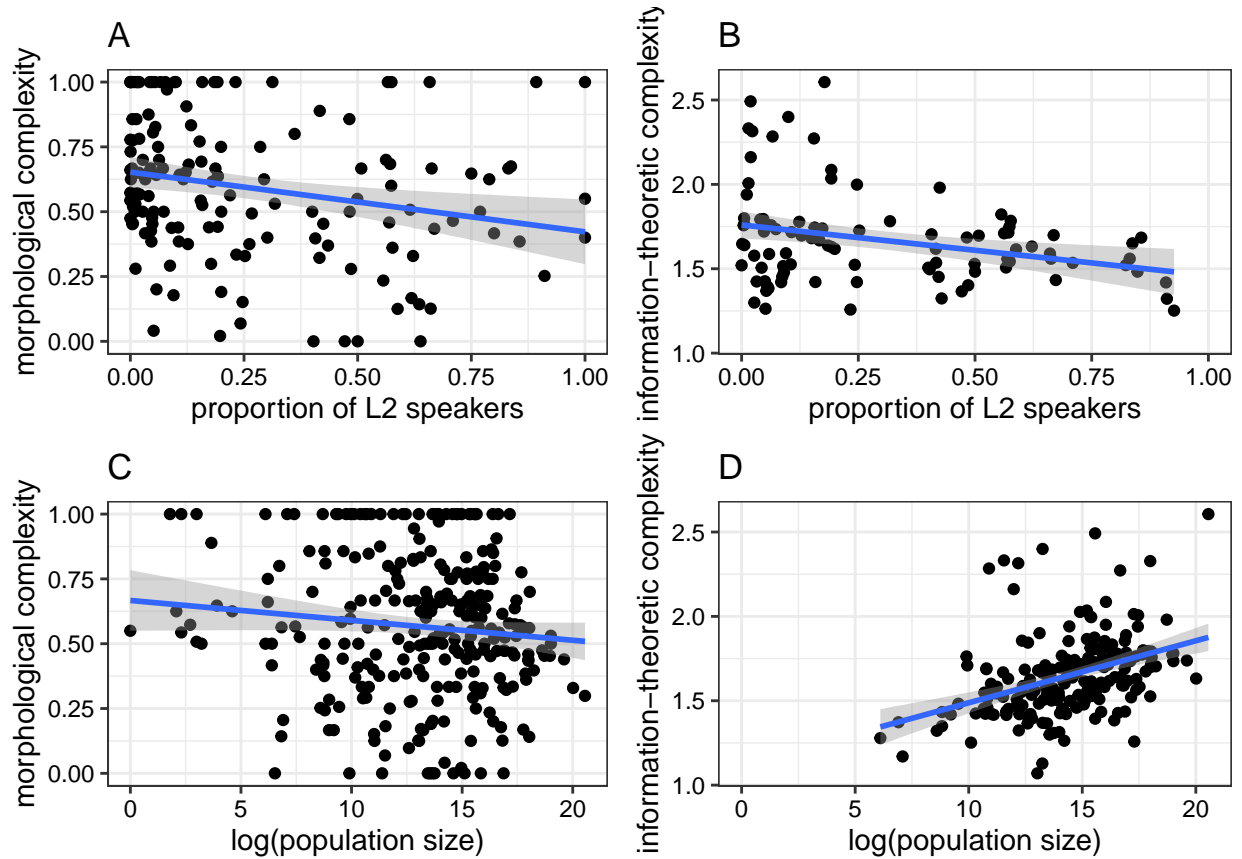 A
morphological complexity
1.00
0.75
0.50
0.25
0.00
0.00 0.25 0.50 0.75 1.00
proportion of L2 speakers
B
information−theoretic complexity
2.5
2.0
1.5
1.0
0.00 0.25 0.50 0.75 1.00
proportion of L2 speakers
C
morphological complexity
1.00
0.75
0.50
0.25
0.00
0 5 10 15 20
log(population size)
D
information−theoretic complexity
2.5
2.0
1.5
1.0
0 5 10 15 20
log(population size)